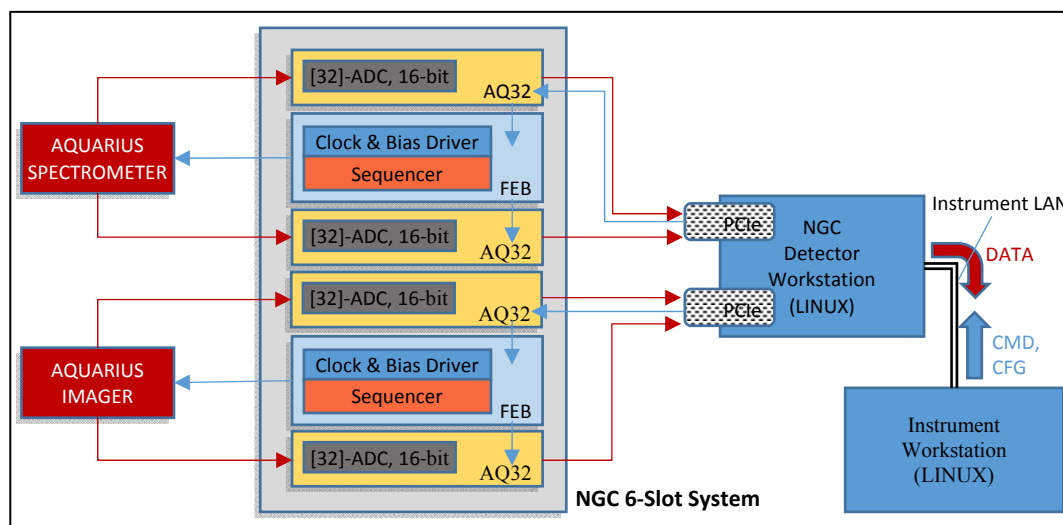 [32]-ADC, 16-bit
AQ32
Clock & Bias Driver
Sequencer
FEB
[32]-ADC, 16-bit
AQ32
[32]-ADC, 16-bit
AQ32
Clock & Bias Driver
Sequencer
FEB
[32]-ADC, 16-bit
AQ32
NGC 6-Slot System
AQUARIUS
SPECTROMETER
AQUARIUS
IMAGER
PCIe
PCIe
NGC
Detector
Workstation
(LINUX)
Instrument LAN
DATA
CMD,
CFG
Instrument
Workstation
(LINUX)